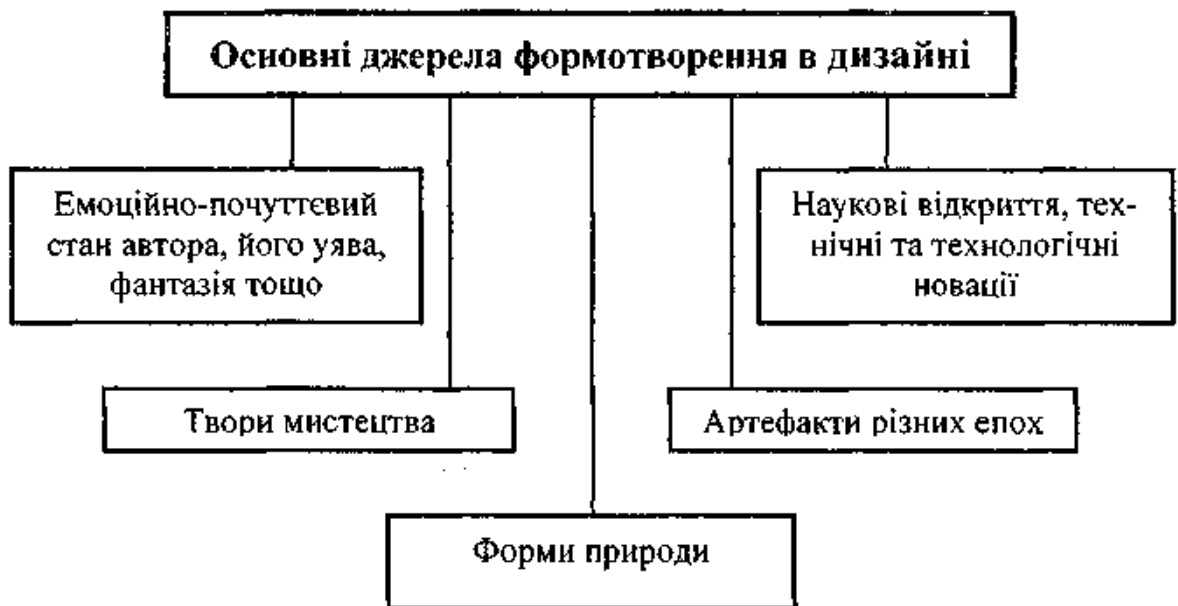 Основні джерела формотворення в дизайні
Емоційно-почуттєвий
стан автора, його уява,
фантазія тощо
Наукові відкриття, тех-
нічні та технологічні
новації
Твори мистецтва
Артефакти різних епох
Форми природи